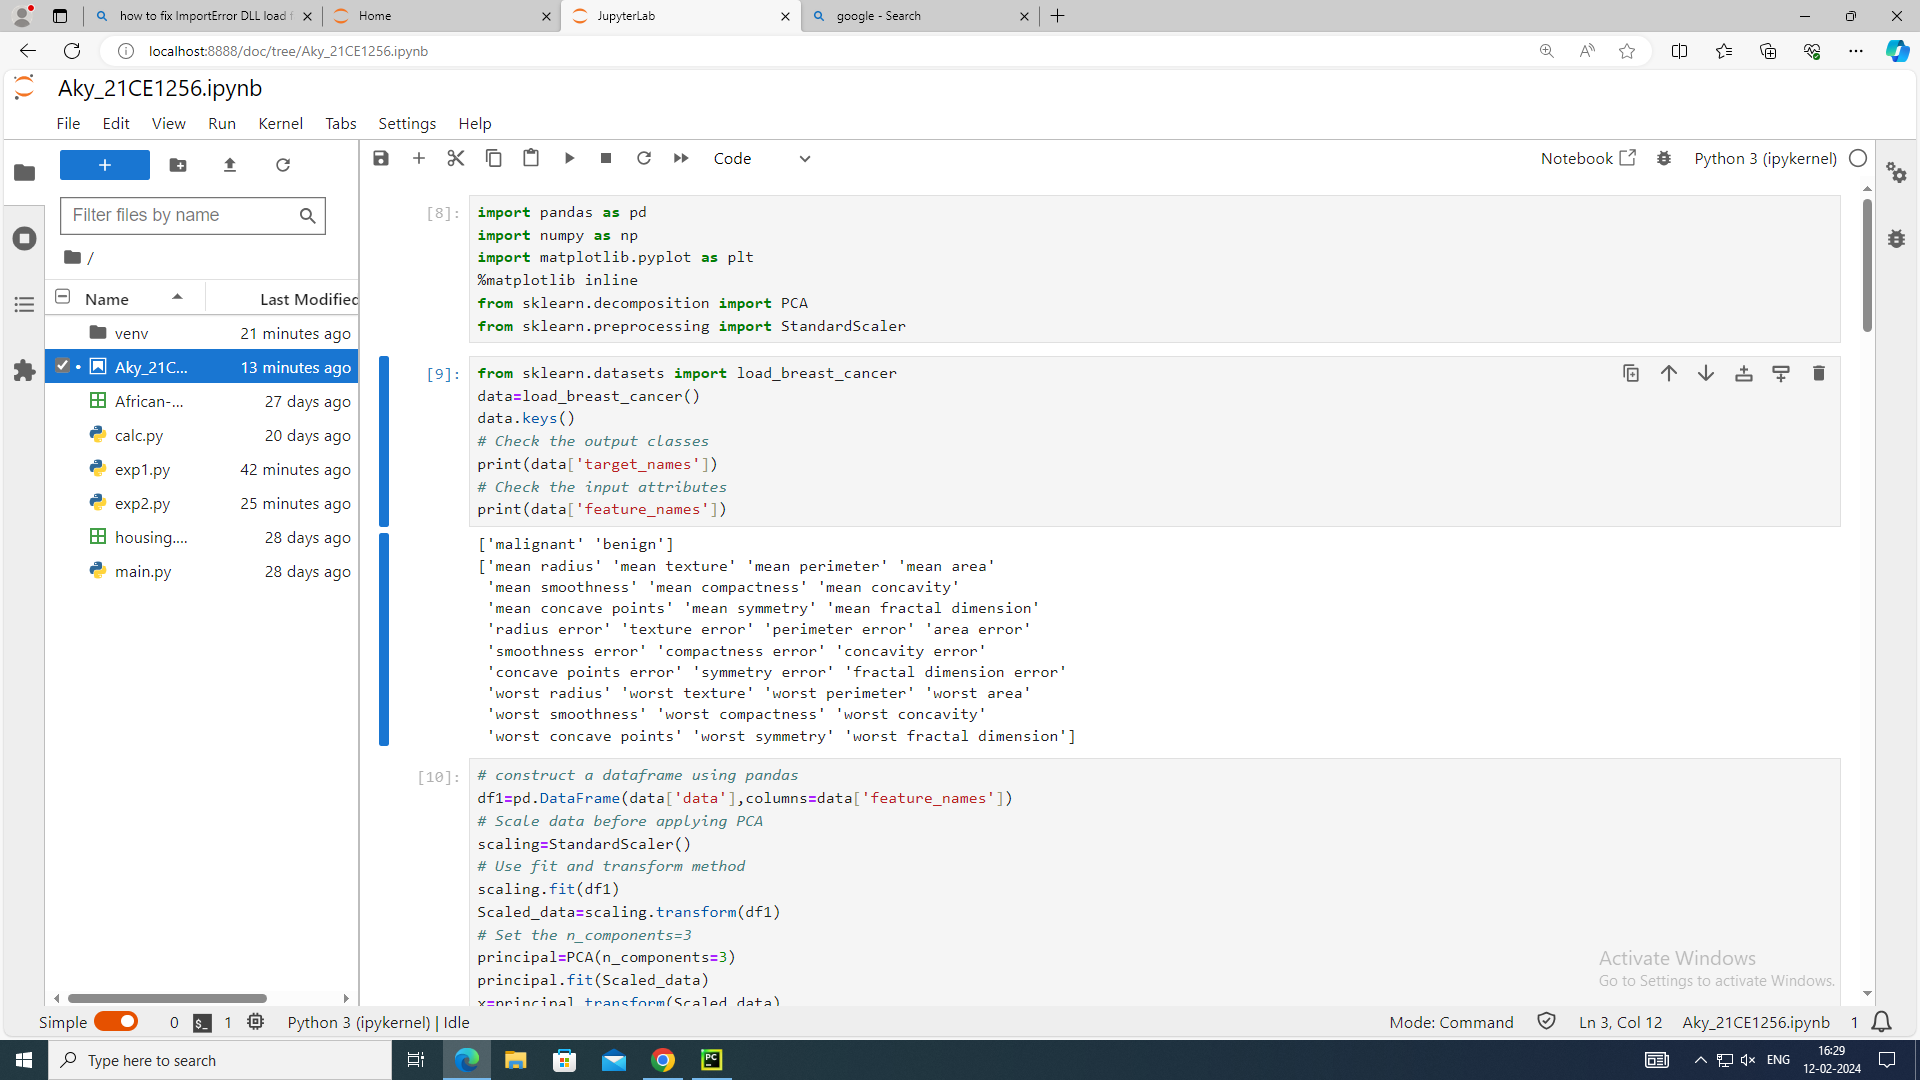 how to fix ImportError DLL load f
Home
JupyterLab
google - Search
localhost:8888/doc/tree/Aky_21CE1256.ipynb
Aky_21CE1256.ipynb
File Edit View Run Kernel Tabs Settings Help
Code
Notebook
Python 3 (ipykernel)
Filter files by name
/
Name
Last Modified
venv 21 minutes ago
Aky_21C... 13 minutes ago
African-... 27 days ago
calc.py 20 days ago
exp1.py 42 minutes ago
exp2.py 25 minutes ago
housing.... 28 days ago
main.py 28 days ago
[8]:
import pandas as pd
import numpy as np
import matplotlib.pyplot as plt
%matplotlib inline
from sklearn.decomposition import PCA
from sklearn.preprocessing import StandardScaler
[9]:
from sklearn.datasets import load_breast_cancer
data=load_breast_cancer()
data.keys()
# Check the output classes
print(data['target_names'])
# Check the input attributes
print(data['feature_names'])
['malignant' 'benign']
['mean radius' 'mean texture' 'mean perimeter' 'mean area'
'mean smoothness' 'mean compactness' 'mean concavity'
'mean concave points' 'mean symmetry' 'mean fractal dimension'
'radius error' 'texture error' 'perimeter error' 'area error'
'smoothness error' 'compactness error' 'concavity error'
'concave points error' 'symmetry error' 'fractal dimension error'
'worst radius' 'worst texture' 'worst perimeter' 'worst area'
'worst smoothness' 'worst compactness' 'worst concavity'
'worst concave points' 'worst symmetry' 'worst fractal dimension']
[10]:
# construct a dataframe using pandas
df1=pd.DataFrame(data['data'],columns=data['feature_names'])
# Scale data before applying PCA
scaling=StandardScaler()
# Use fit and transform method
scaling.fit(df1)
Scaled_data=scaling.transform(df1)
# Set the n_components=3
principal=PCA(n_components=3)
principal.fit(Scaled_data)
x=principal.transform(Scaled_data)
Activate Windows
Go to Settings to activate Windows.
Simple 0 1 Python 3 (ipykernel) | Idle
Mode: Command Ln 3, Col 12 Aky_21CE1256.ipynb 1
Type here to search
PC
ENG
16:29
12-02-2024